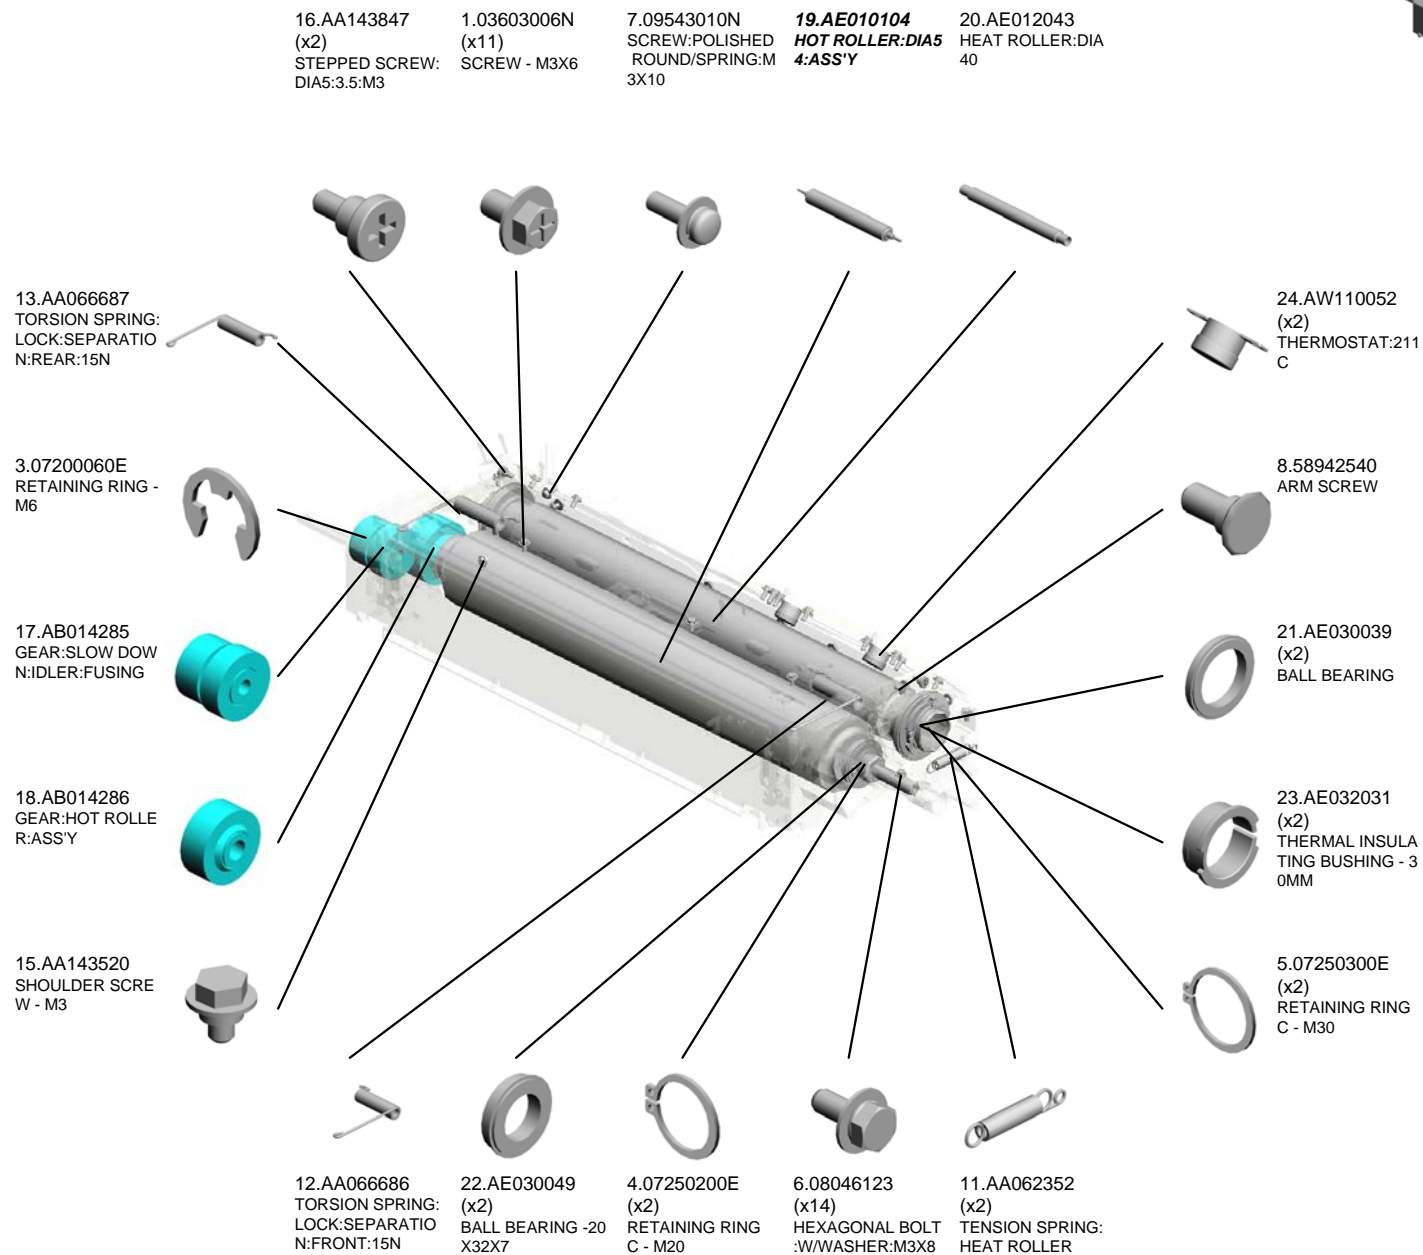 16.AA143847
(x2)
STEPPED SCREW:
DIA5:3.5:M3
1.03603006N
(x11)
SCREW - M3X6
7.09543010N
SCREW:POLISHED
ROUND/SPRING:M
3X10
19.AE010104
HOT ROLLER:DIA5
4:ASS'Y
20.AE012043
HEAT ROLLER:DIA
40
13.AA066687
TORSION SPRING:
LOCK:SEPARATIO
N:REAR:15N
24.AW110052
(x2)
THERMOSTAT:211
C
3.07200060E
RETAINING RING -
M6
8.58942540
ARM SCREW
17.AB014285
GEAR:SLOW DOW
N:IDLER:FUSING
21.AE030039
(x2)
BALL BEARING
18.AB014286
GEAR:HOT ROLLE
R:ASS'Y
23.AE032031
(x2)
THERMAL INSULA
TING BUSHING - 3
0MM
15.AA143520
SHOULDER SCRE
W - M3
5.07250300E
(x2)
RETAINING RING
C - M30
12.AA066686
TORSION SPRING:
LOCK:SEPARATIO
N:FRONT:15N
22.AE030049
(x2)
BALL BEARING -20
X32X7
4.07250200E
(x2)
RETAINING RING
C - M20
6.08046123
(x14)
HEXAGONAL BOLT
:W/WASHER:M3X8
11.AA062352
(x2)
TENSION SPRING:
HEAT ROLLER